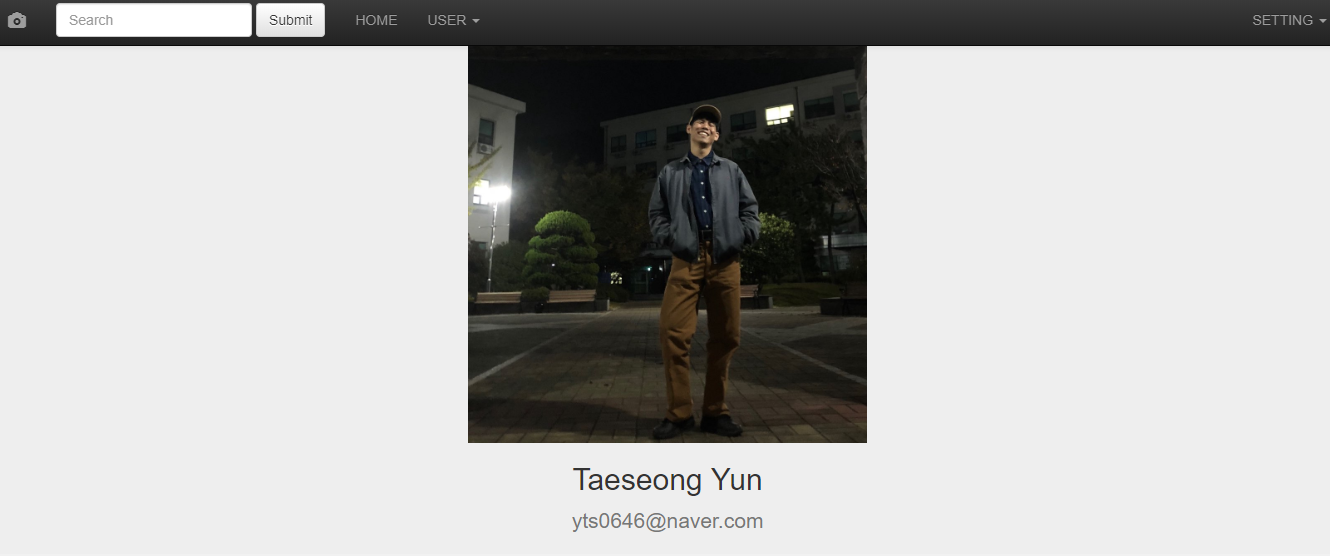 Search Submit HOME USER SETTING
Taeseong Yun
yts0646@naver.com